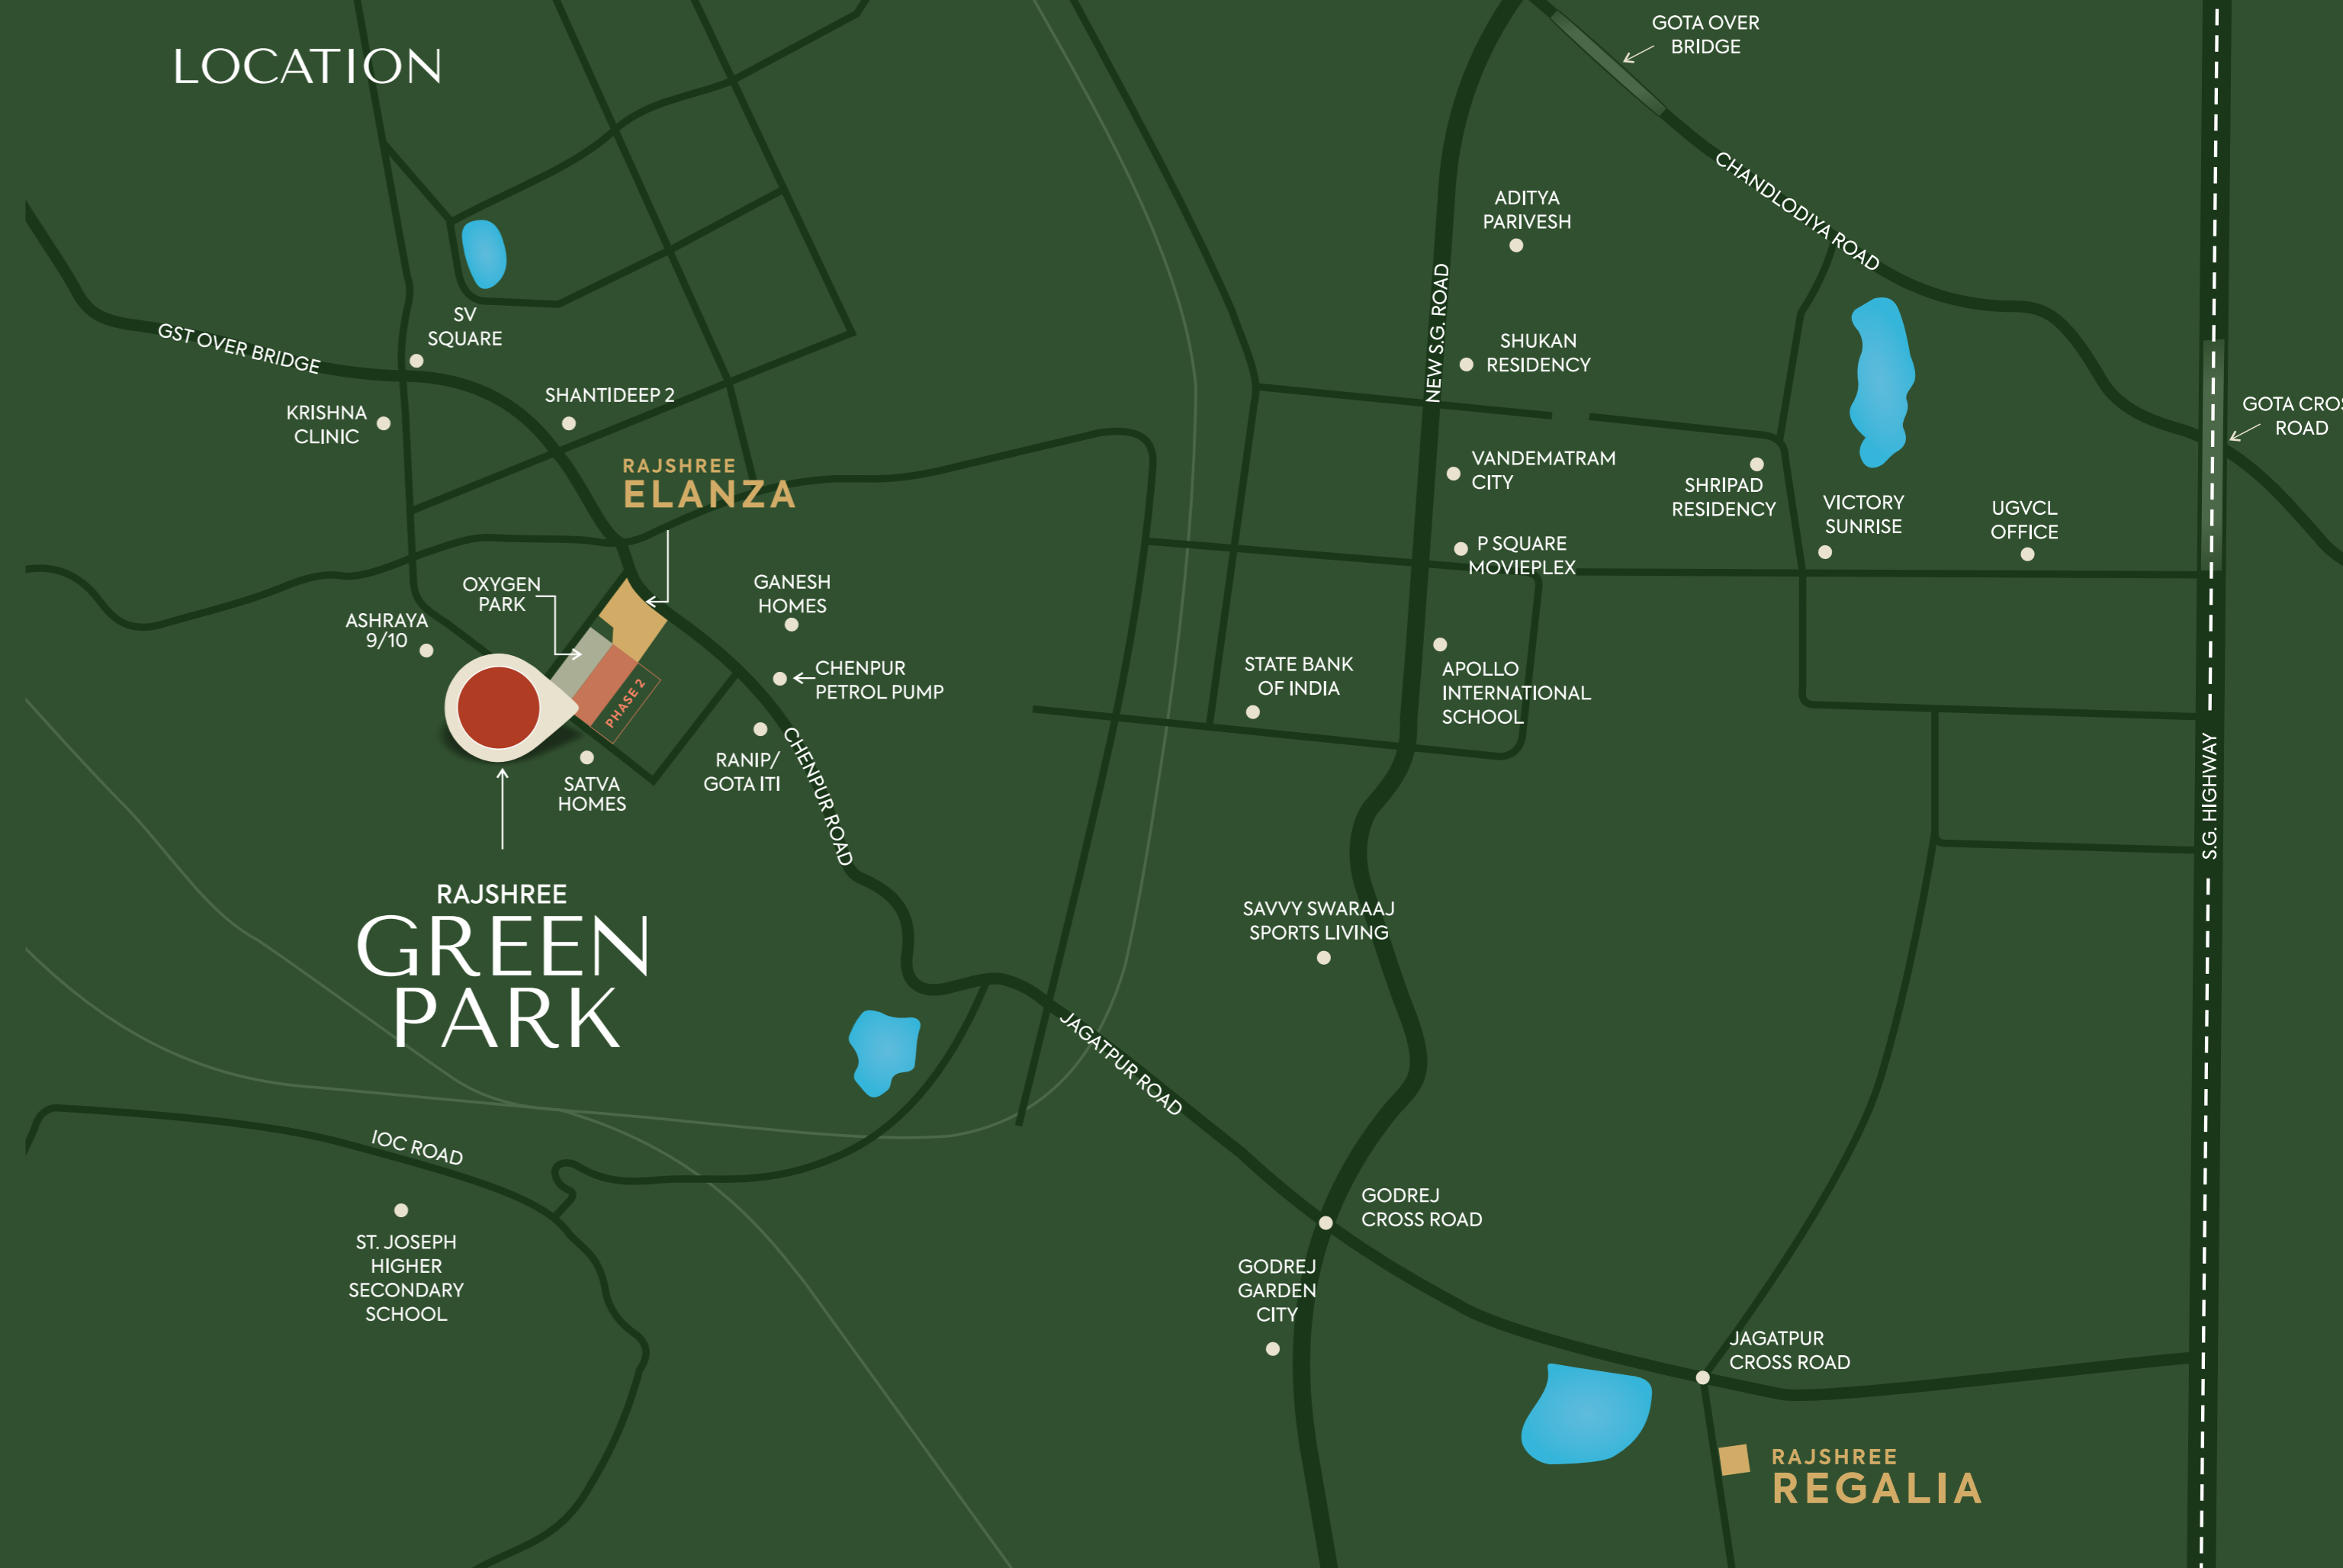 LOCATION
GOTA OVER
BRIDGE
CHANDLODIYA ROAD
ADITYA
PARIVESH
NEW S.G. ROAD
SV
SQUARE
GST OVER BRIDGE
SHUKAN
RESIDENCY
KRISHNA
CLINIC
SHANTIDEEP 2
GOTA CROS
ROAD
RAJSHREE
ELANZA
VANDEMATRAM
CITY
SHRIPAD
RESIDENCY
VICTORY
SUNRISE
UGVCL
OFFICE
P SQUARE
MOVIEPLEX
OXYGEN
PARK
GANESH
HOMES
ASHRAYA
9/10
CHENPUR
PETROL PUMP
STATE BANK
OF INDIA
APOLLO
INTERNATIONAL
SCHOOL
PHASE 2
RANIP/
GOTA ITI
SATVA
HOMES
CHENPUR ROAD
S.G. HIGHWAY
RAJSHREE
GREEN
PARK
SAVVY SWARAAJ
SPORTS LIVING
JAGATPUR ROAD
IOC ROAD
ST. JOSEPH
HIGHER
SECONDARY
SCHOOL
GODREJ
CROSS ROAD
GODREJ
GARDEN
CITY
JAGATPUR
CROSS ROAD
RAJSHREE
REGALIA